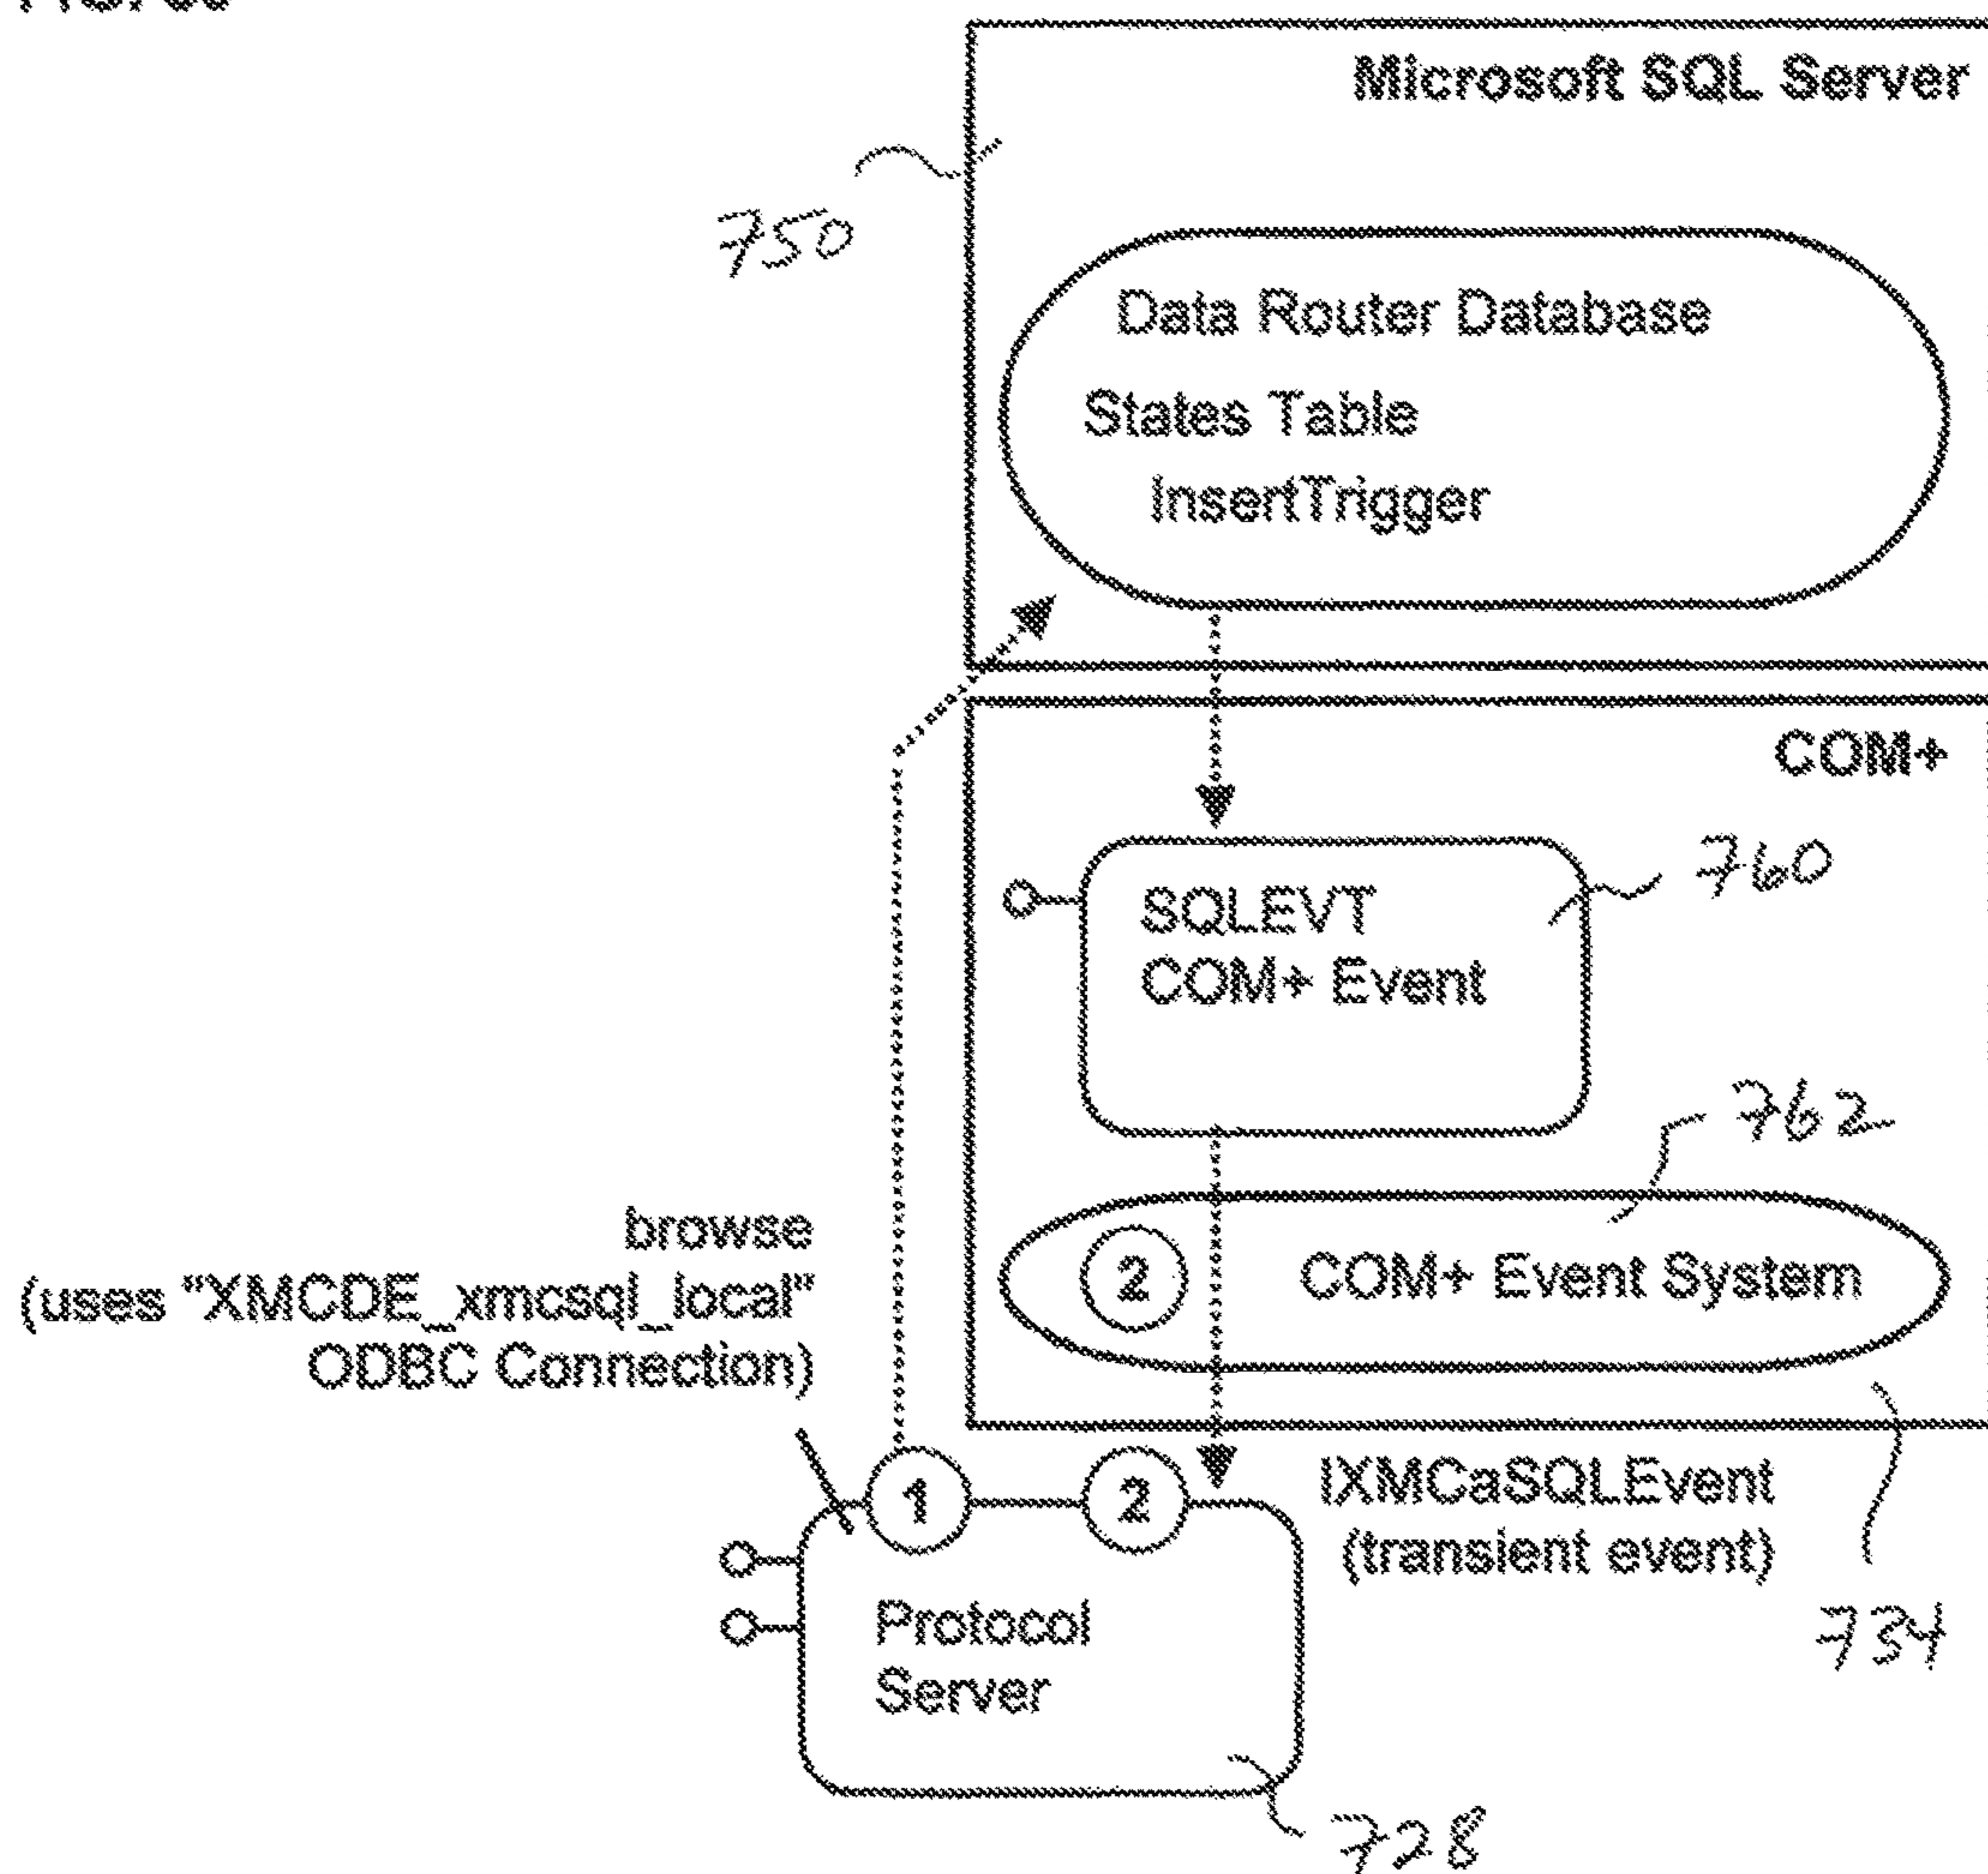 Microsoft SQL Server
750
Data Router Database
States Table
InsertTrigger
COM+
760
SQLEVT
COM+ Event
762
browse
(uses "XMCDE_xmcsql_local"
ODBC Connection)
2
COM+ Event System
1
2
IXMCaSQLEvent
(transient event)
Protocol
Server
734
728